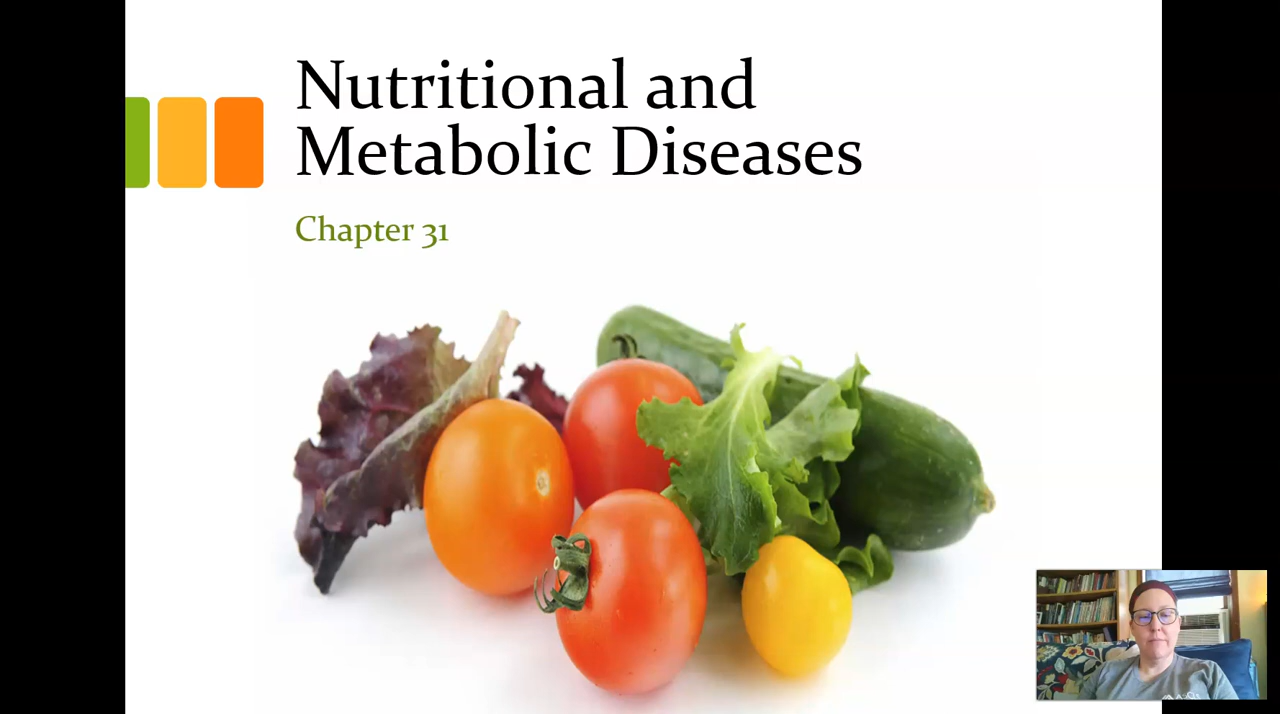 Nutritional and
Metabolic Diseases
Chapter 31